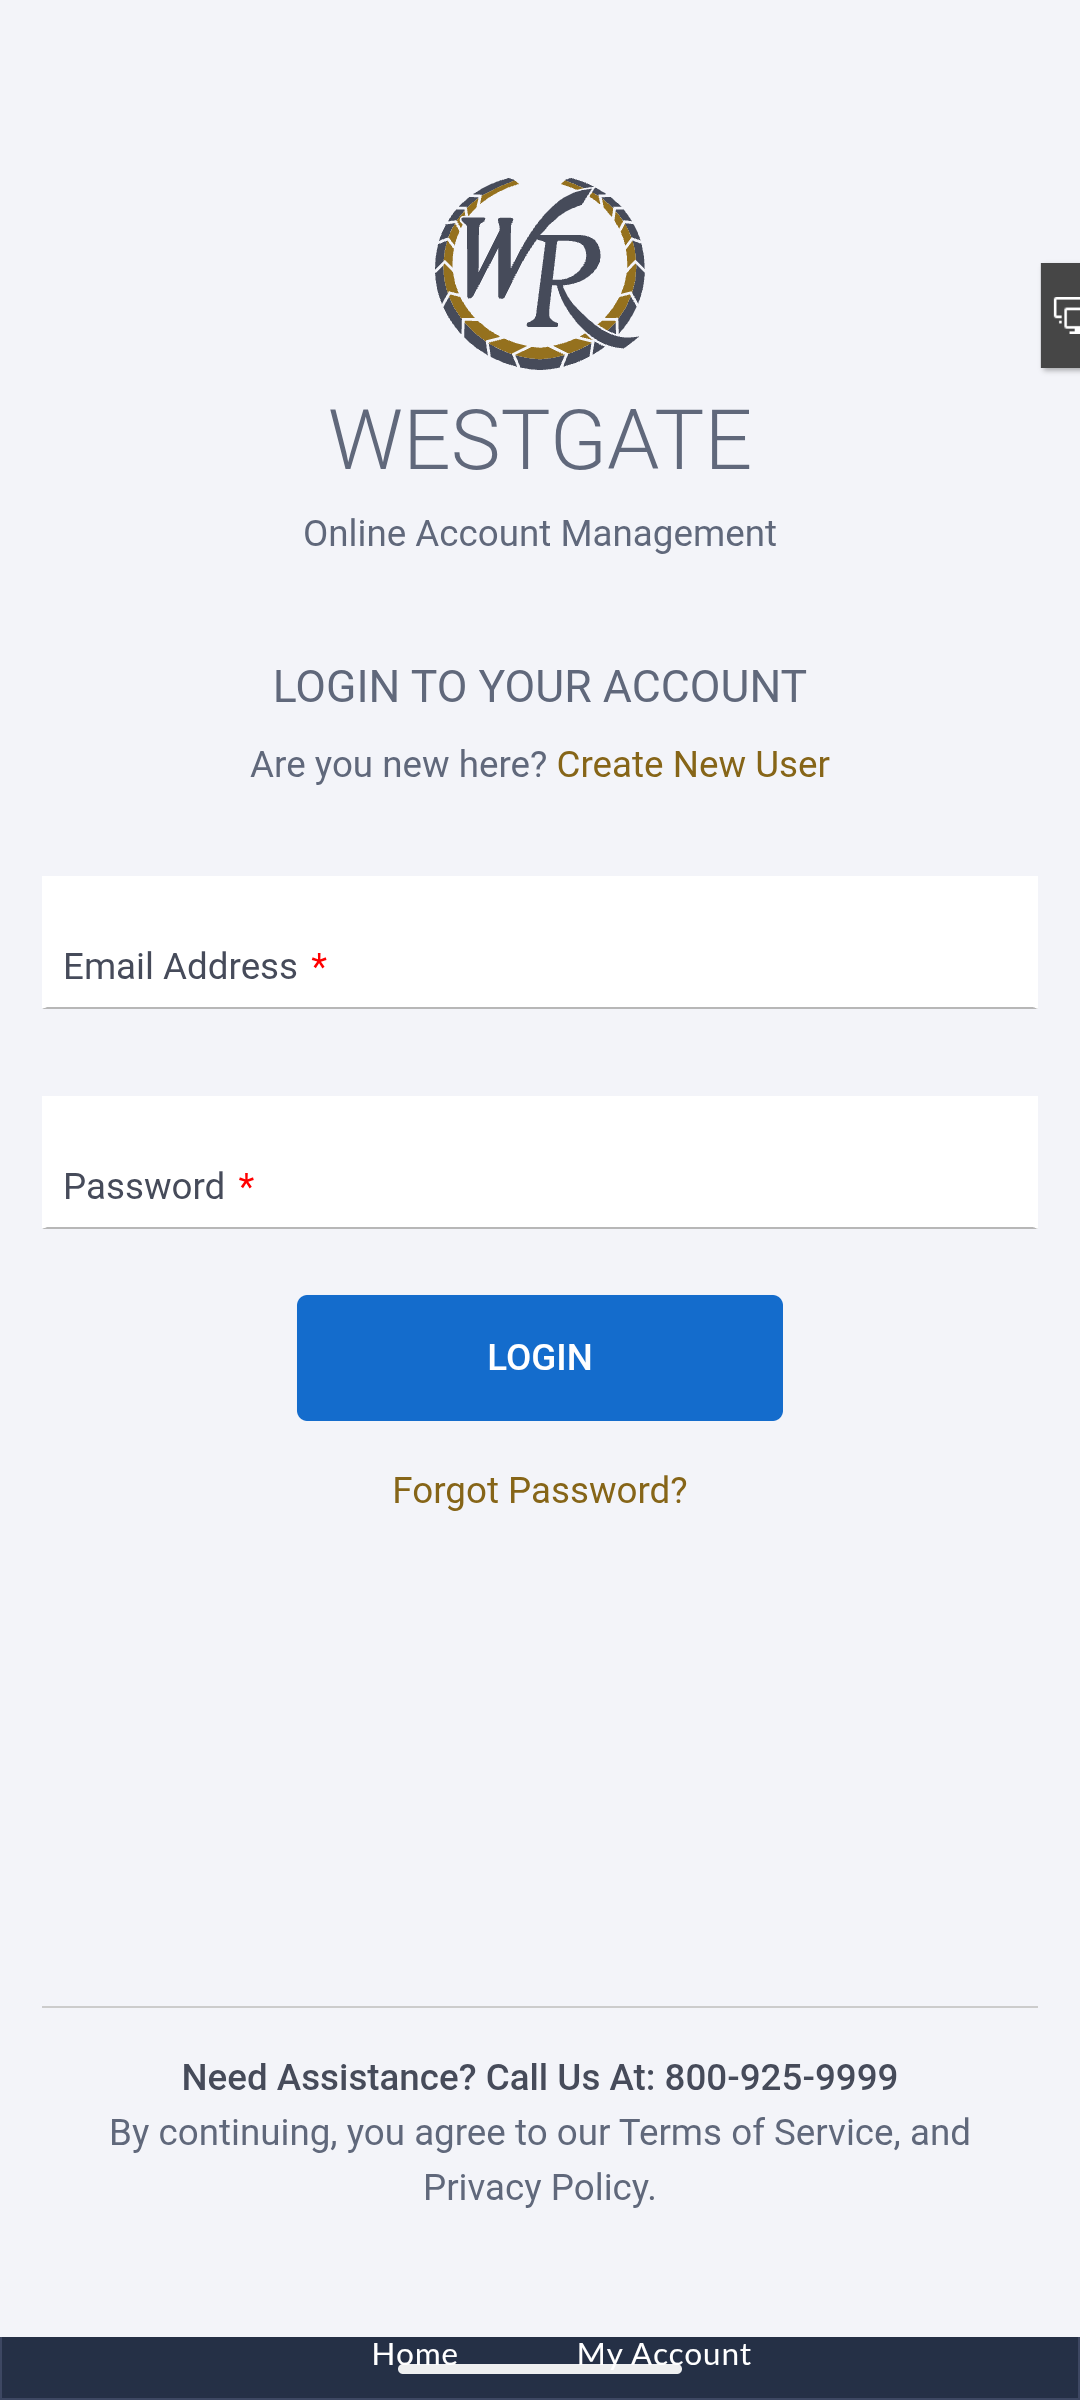 WR
WESTGATE
Online Account Management
LOGIN TO YOUR ACCOUNT
Are you new here? Create New User
Email Address *
Password *
LOGIN
Forgot Password?
Need Assistance? Call Us At: 800-925-9999
By continuing, you agree to our Terms of Service, and
Privacy Policy.
Home My Account